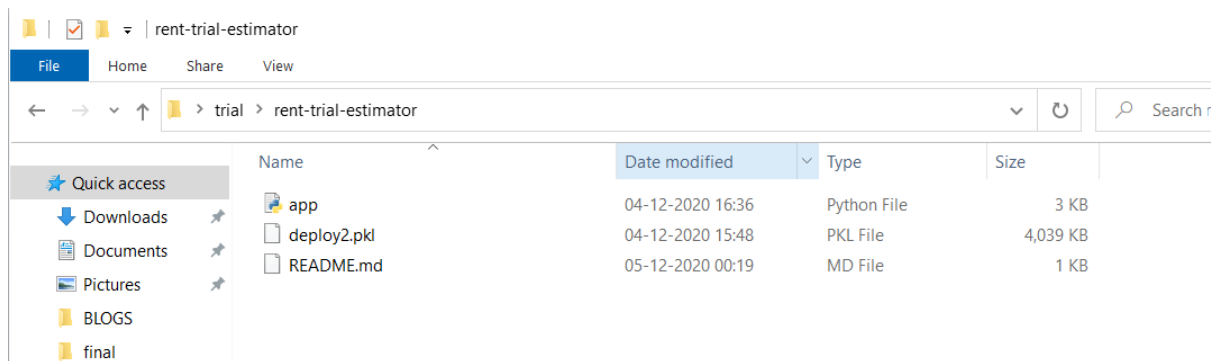 rent-trial-estimator
File Home Share View
trial > rent-trial-estimator Search
Name Date modified Type Size
Quick access
app 04-12-2020 16:36 Python File 3 KB
Downloads
deploy2.pkl 04-12-2020 15:48 PKL File 4,039 KB
Documents
README.md 05-12-2020 00:19 MD File 1 KB
Pictures
BLOGS
final